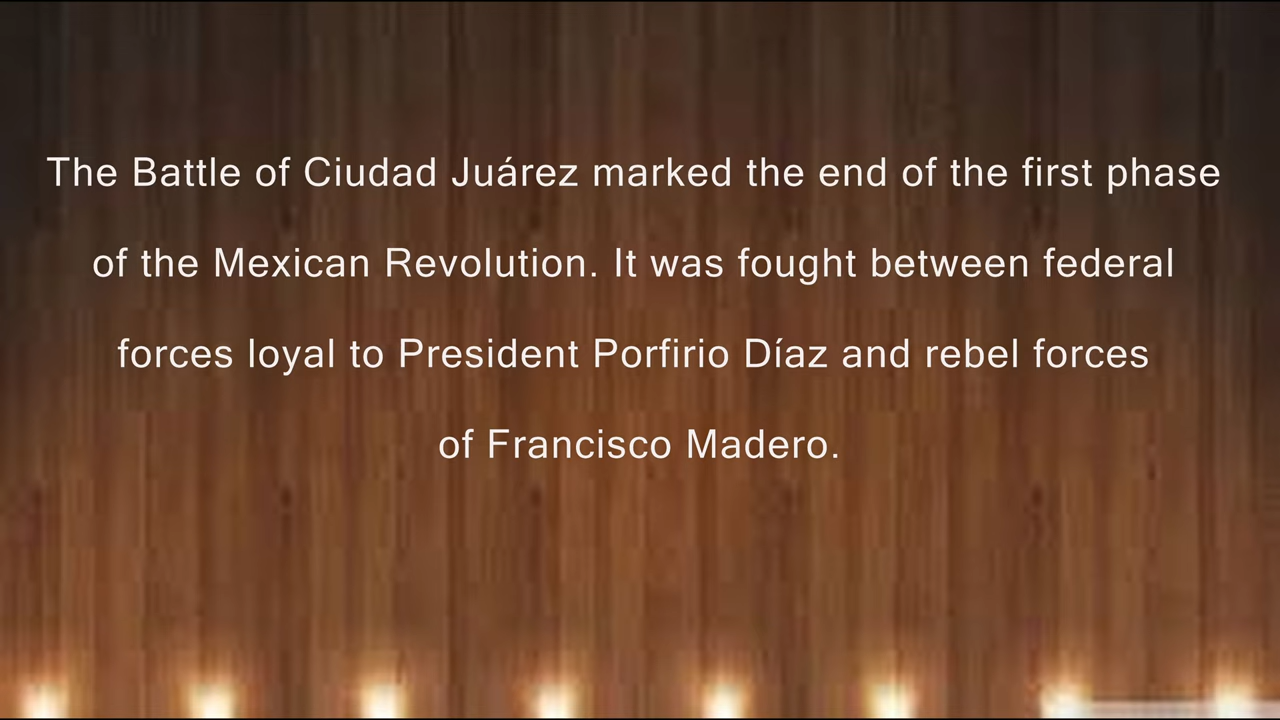 The Battle of Ciudad Juárez marked the end of the first phase
of the Mexican Revolution. It was fought between federal
forces loyal to President Porfirio Díaz and rebel forces
of Francisco Madero.